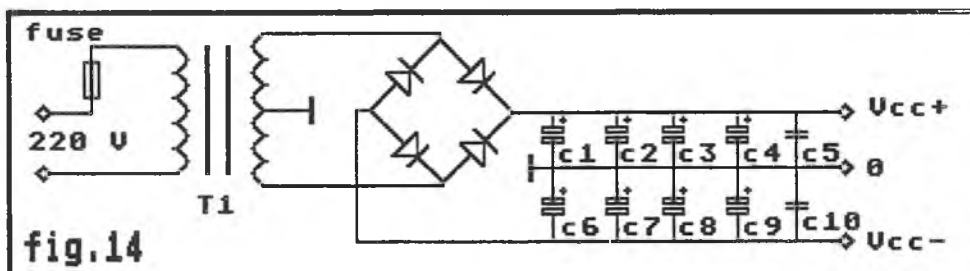 fuse
220 V
T1
Vcc+
c1 c2 c3 c4 c5
0
c6 c7 c8 c9 c10
Vcc-
fig.14